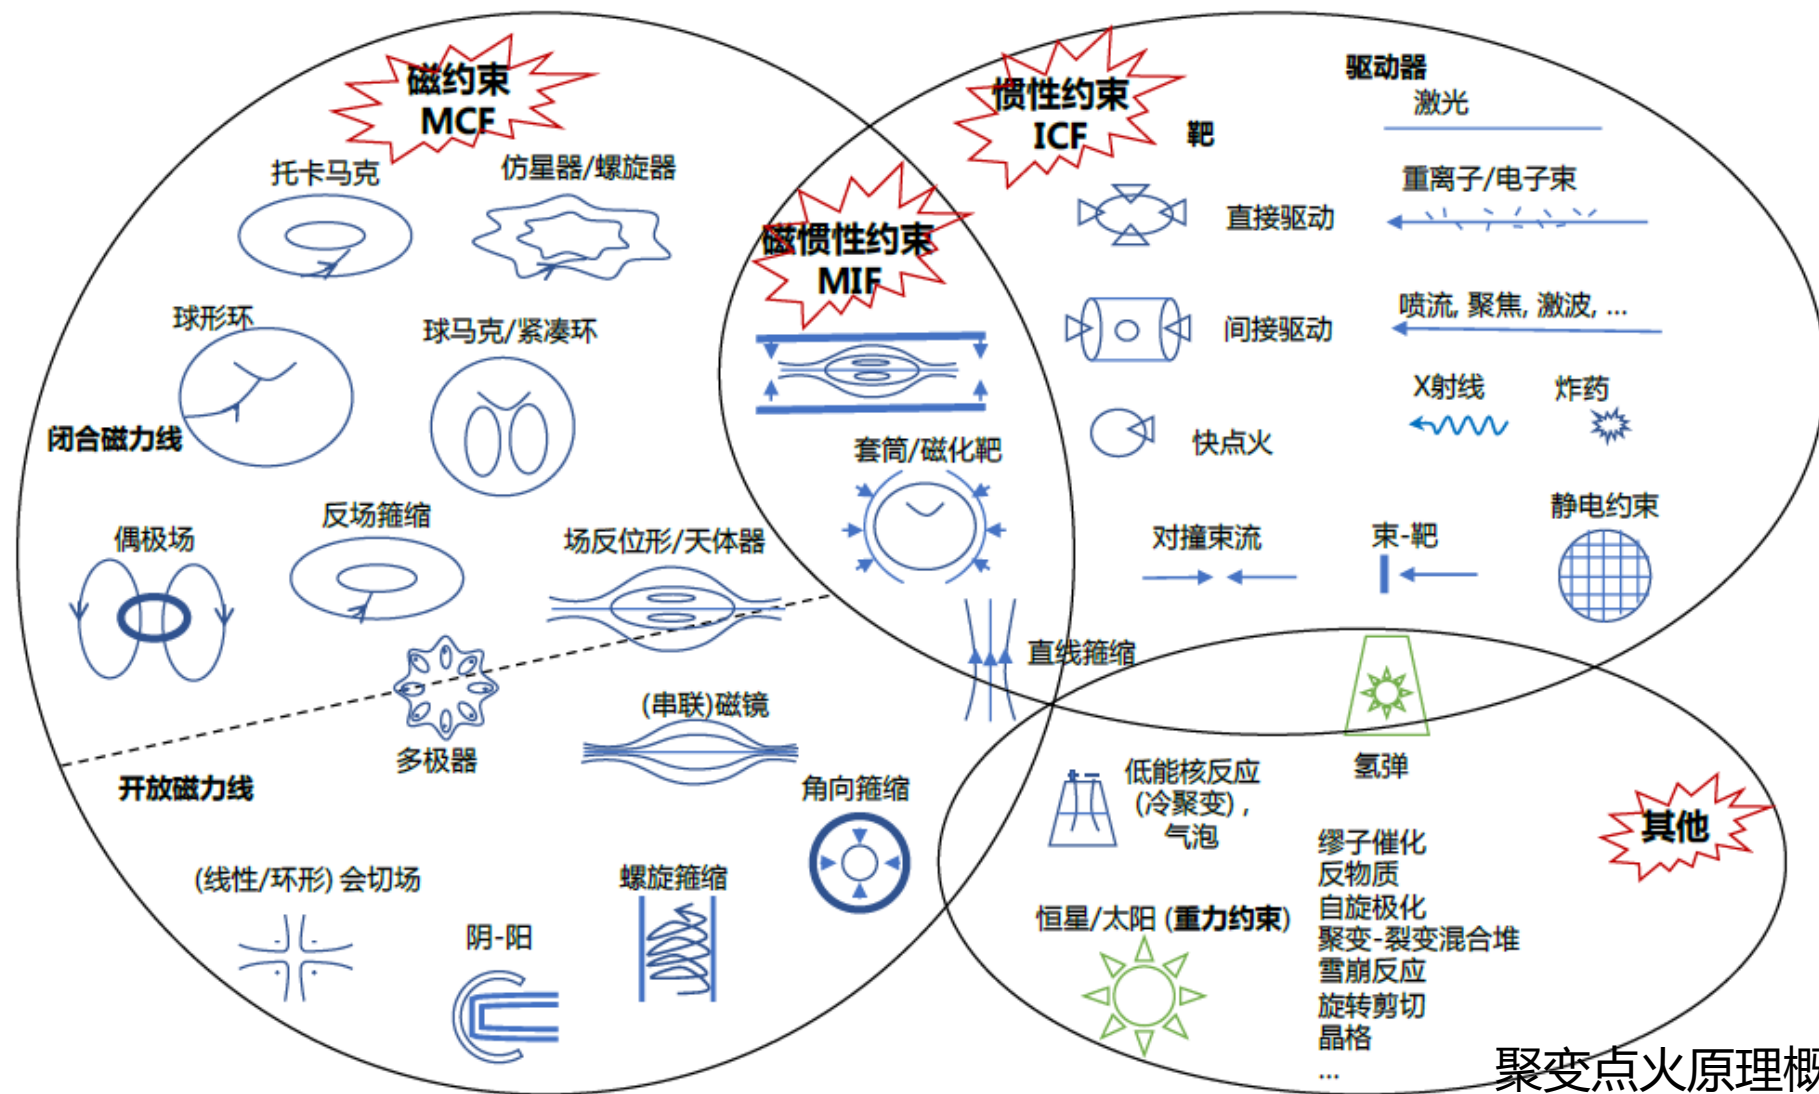 磁约束
MCF
托卡马克
仿星器/螺旋器
球形环
球马克/紧凑环
闭合磁力线
偶极场
反场箍缩
场反位形/天体器
多极器
(串联)磁镜
开放磁力线
角向箍缩
(线性/环形) 会切场
阴-阳
螺旋箍缩
磁惯性约束
MIF
套筒/磁化靶
直线箍缩
惯性约束
ICF
靶
直接驱动
间接驱动
快点火
驱动器
激光
重离子/电子束
喷流, 聚焦, 激波, ...
X射线
炸药
对撞束流
束-靶
静电约束
氢弹
+ -
低能核反应
(冷聚变) ,
气泡
其他
恒星/太阳 (重力约束)
缪子催化
反物质
自旋极化
聚变-裂变混合堆
雪崩反应
旋转剪切
晶格
...
聚变点火原理概